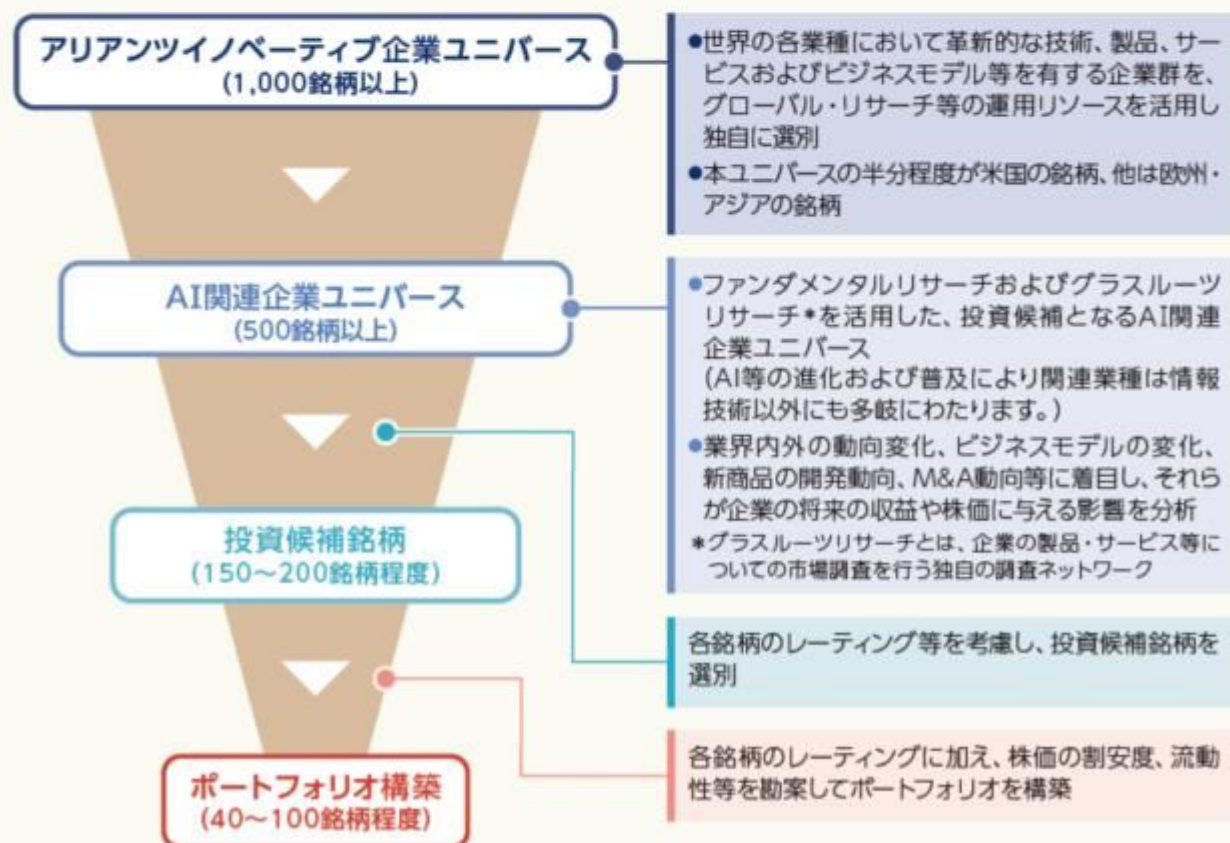 アリアンツイノベーティブ企業ユニバース
(1,000銘柄以上)
●世界の各業種において革新的な技術、製品、サー
ビスおよびビジネスモデル等を有する企業群を、
グローバル・リサーチ等の運用リソースを活用し
独自に選別
●本ユニバースの半分程度が米国の銘柄、他は欧州・
アジアの銘柄
AI関連企業ユニバース
(500銘柄以上)
●ファンダメンタルリサーチおよびグラスルーツ
リサーチ*を活用した、投資候補となるAI関連
企業ユニバース
(AI等の進化および普及により関連業種は情報
技術以外にも多岐にわたります。)
●業界内外の動向変化、ビジネスモデルの変化、
新商品の開発動向、M&A動向等に着目し、それら
が企業の将来の収益や株価に与える影響を分析
*グラスルーツリサーチとは、企業の製品・サービス等に
ついての市場調査を行う独自の調査ネットワーク
投資候補銘柄
(150～200銘柄程度)
各銘柄のレーティング等を考慮し、投資候補銘柄を
選別
ポートフォリオ構築
(40～100銘柄程度)
各銘柄のレーティングに加え、株価の割安度、流動
性等を勘案してポートフォリオを構築